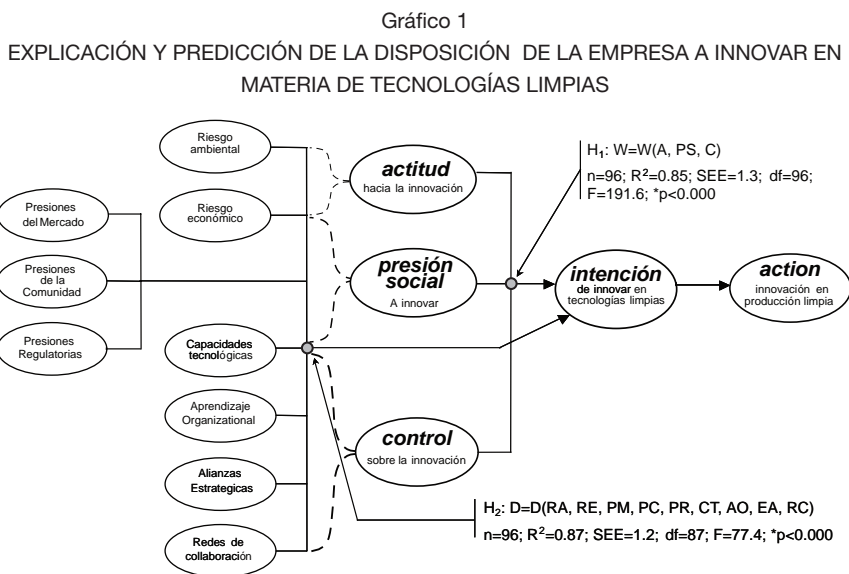 Gráfico 1
EXPLICACIÓN Y PREDICCIÓN DE LA DISPOSICIÓN DE LA EMPRESA A INNOVAR EN
MATERIA DE TECNOLOGÍAS LIMPIAS
Riesgo
ambiental
Riesgo
económico
Presiones
del Mercado
Presiones
de la
Comunidad
Presiones
Regulatorias
Capacidades
tecnológicas
Aprendizaje
Organizational
Alianzas
Estrategicas
Redes de
colaboración
actitud
hacia la innovación
presión
social
A innovar
control
sobre la innovación
H₁: W=W(A, PS, C)
n=96; R²=0.85; SEE=1.3; df=96;
F=191.6; *p<0.000
intención
de innovar en
tecnologías limpias
action
innovación en
producción limpia
H₂: D=D(RA, RE, PM, PC, PR, CT, AO, EA, RC)
n=96; R²=0.87; SEE=1.2; df=87; F=77.4; *p<0.000